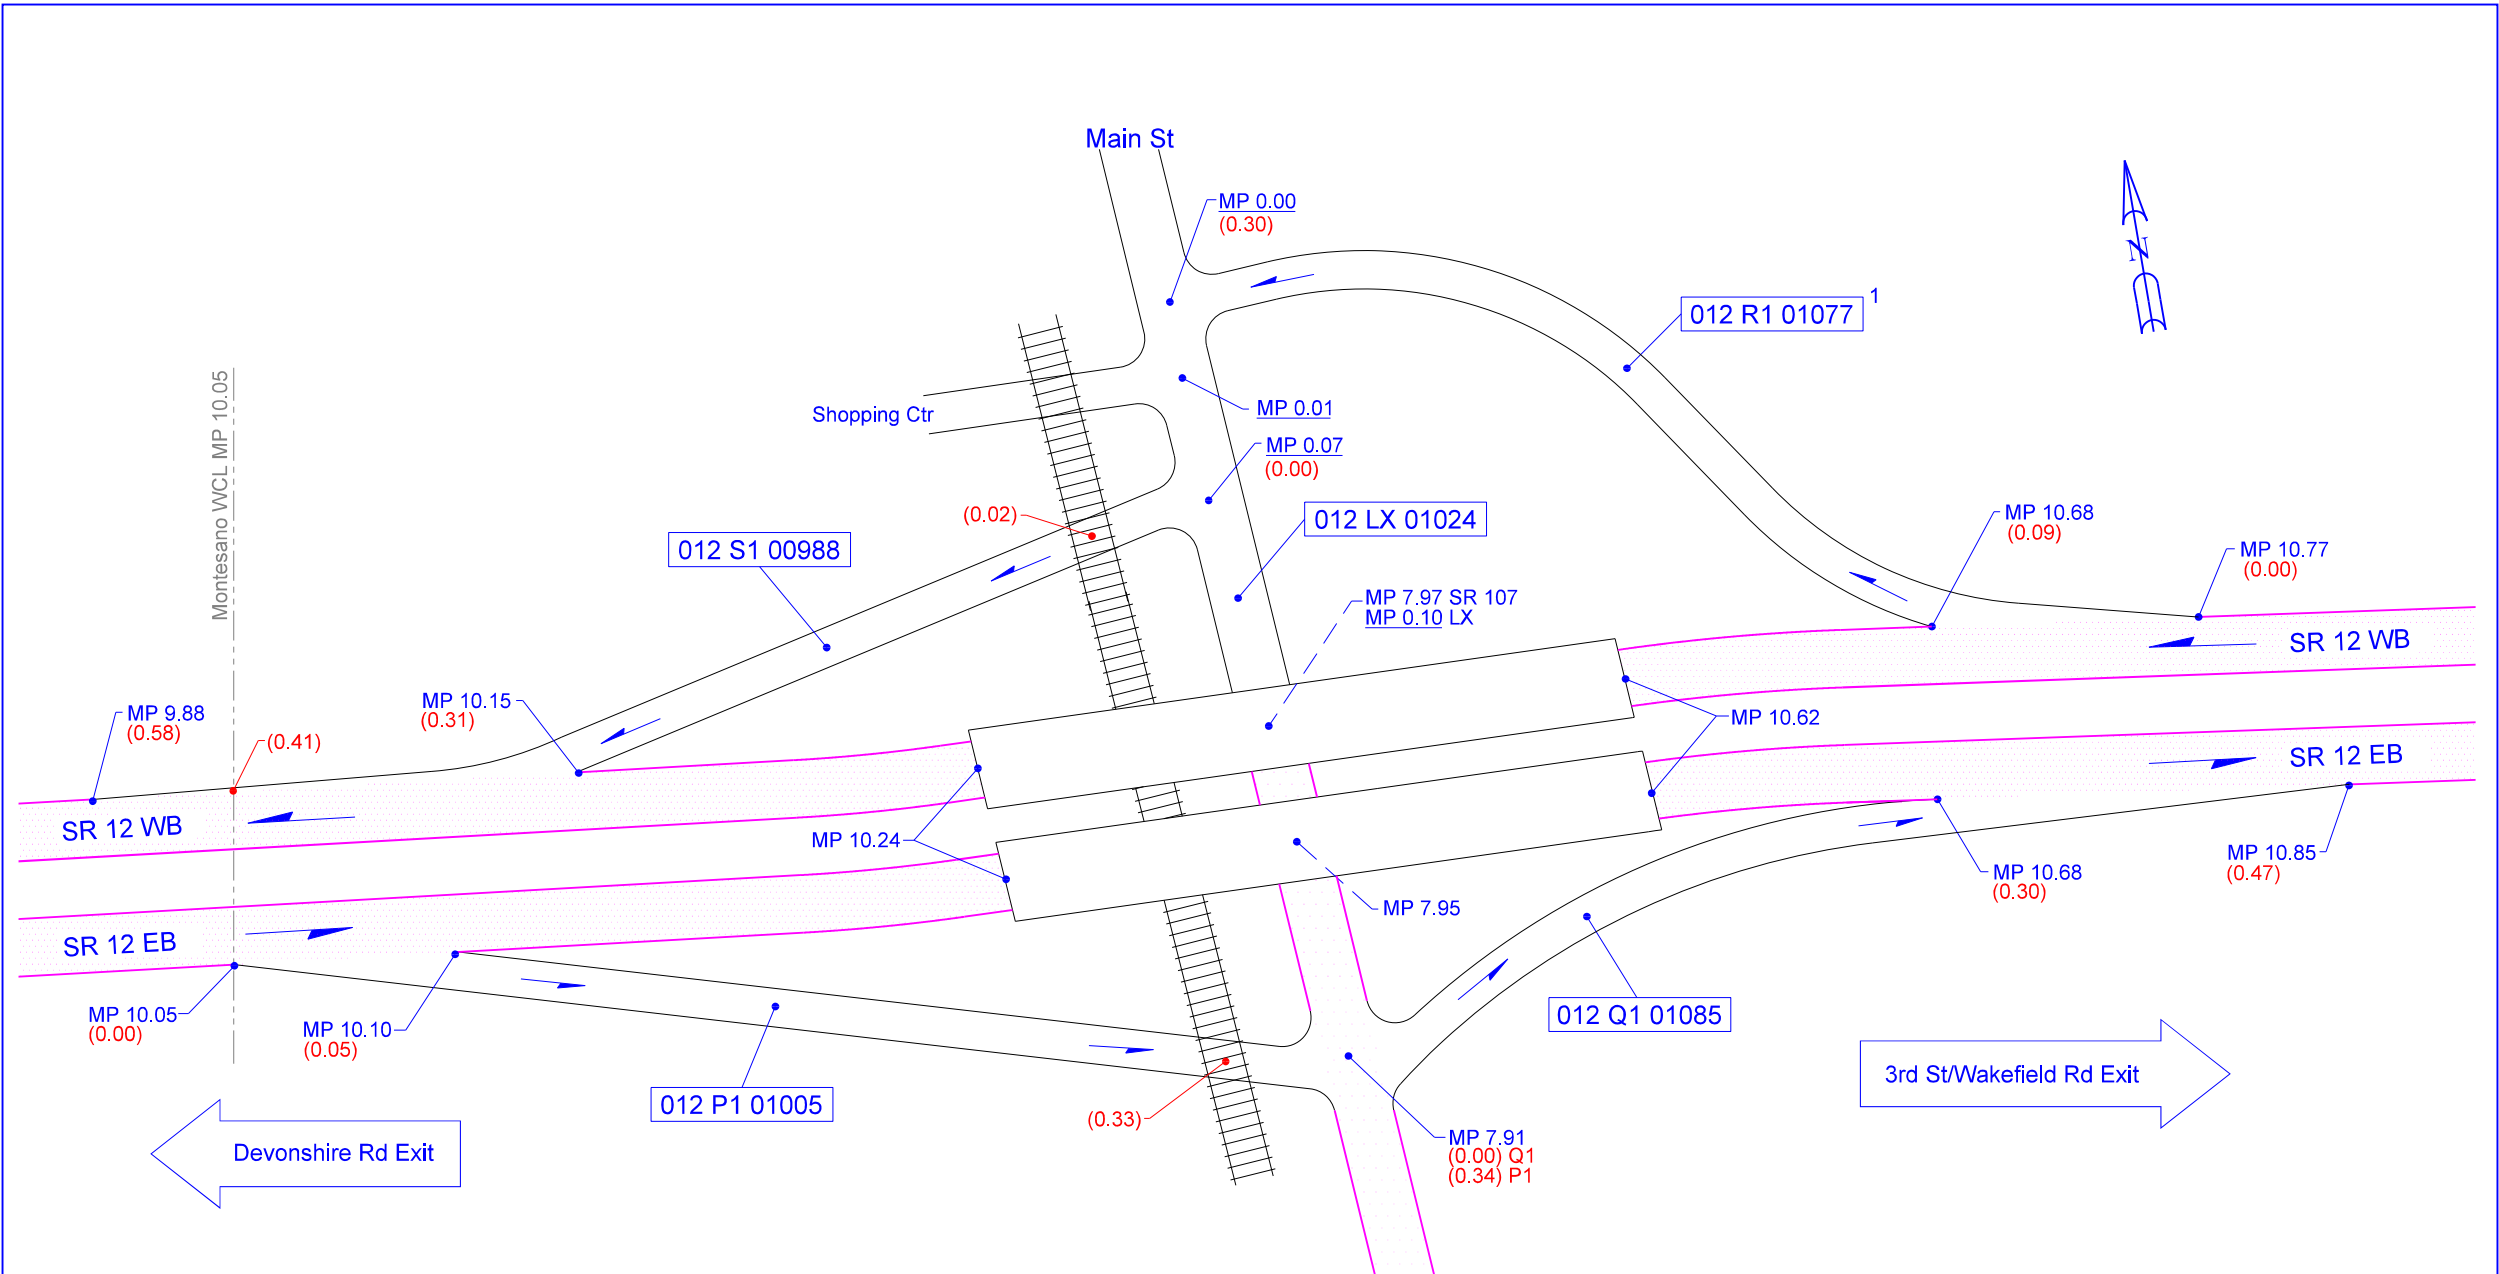 Main St
MP 0.00
(0.30)
N
012 R1 01077
1
Montesano WCL MP 10.05
Shopping Ctr
MP 0.01
MP 0.07
(0.00)
(0.02)
012 LX 01024
012 S1 00988
MP 10.68
(0.09)
MP 10.77
(0.00)
MP 7.97 SR 107
MP 0.10 LX
SR 12 WB
MP 9.88
(0.58)
(0.41)
MP 10.15
(0.31)
MP 10.62
SR 12 EB
SR 12 WB
MP 10.24
MP 10.85
(0.47)
MP 10.68
(0.30)
MP 7.95
SR 12 EB
MP 10.05
(0.00)
MP 10.10
(0.05)
012 Q1 01085
012 P1 01005
(0.33)
3rd St/Wakefield Rd Exit
Devonshire Rd Exit
MP 7.91
(0.00) Q1
(0.34) P1